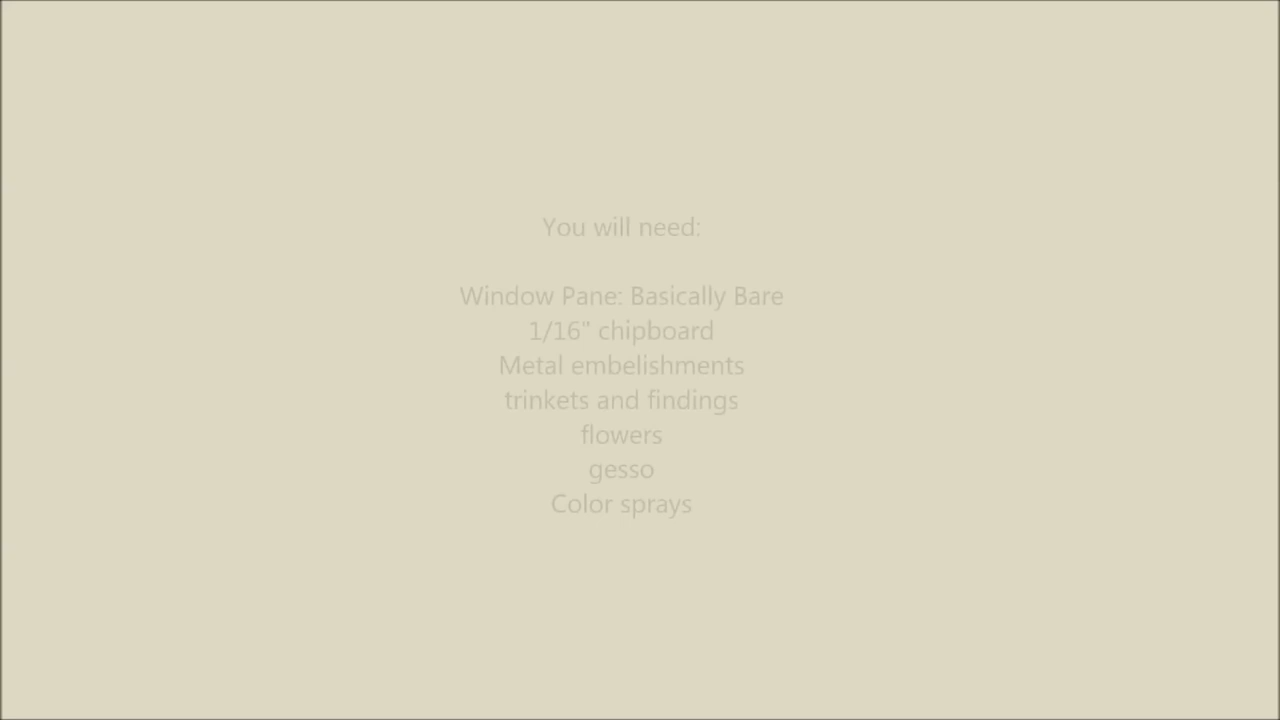 You will need:
Window Pane: Basically Bare
1/16" chipboard
Metal embelishments
trinkets and findings
flowers
gesso
Color sprays